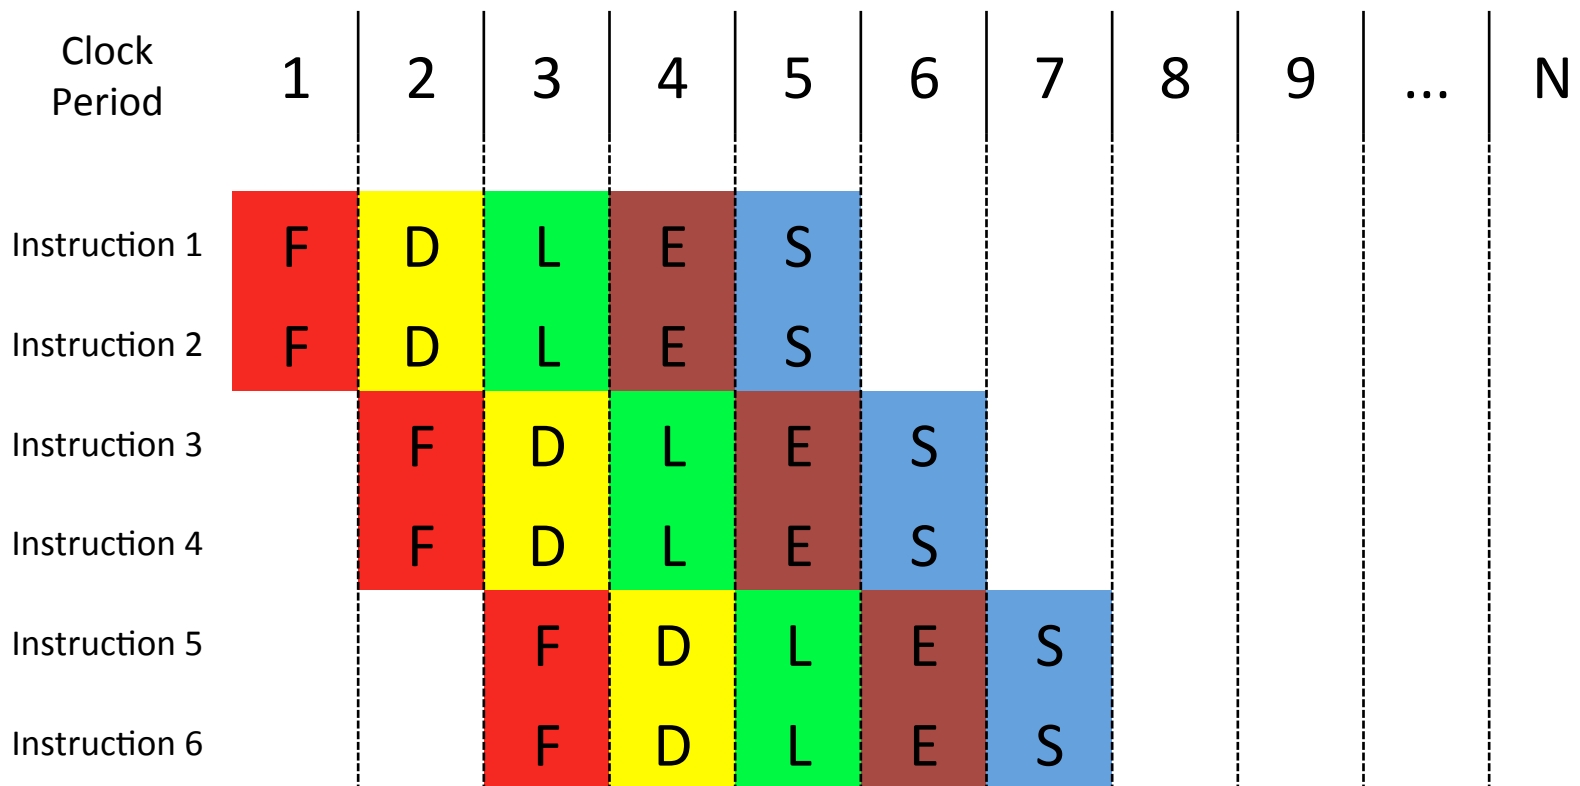 Clock
Period 1 2 3 4 5 6 7 8 9 ... N
Instruction 1 F D L E S
Instruction 2 F D L E S
Instruction 3 F D L E S
Instruction 4 F D L E S
Instruction 5 F D L E S
Instruction 6 F D L E S